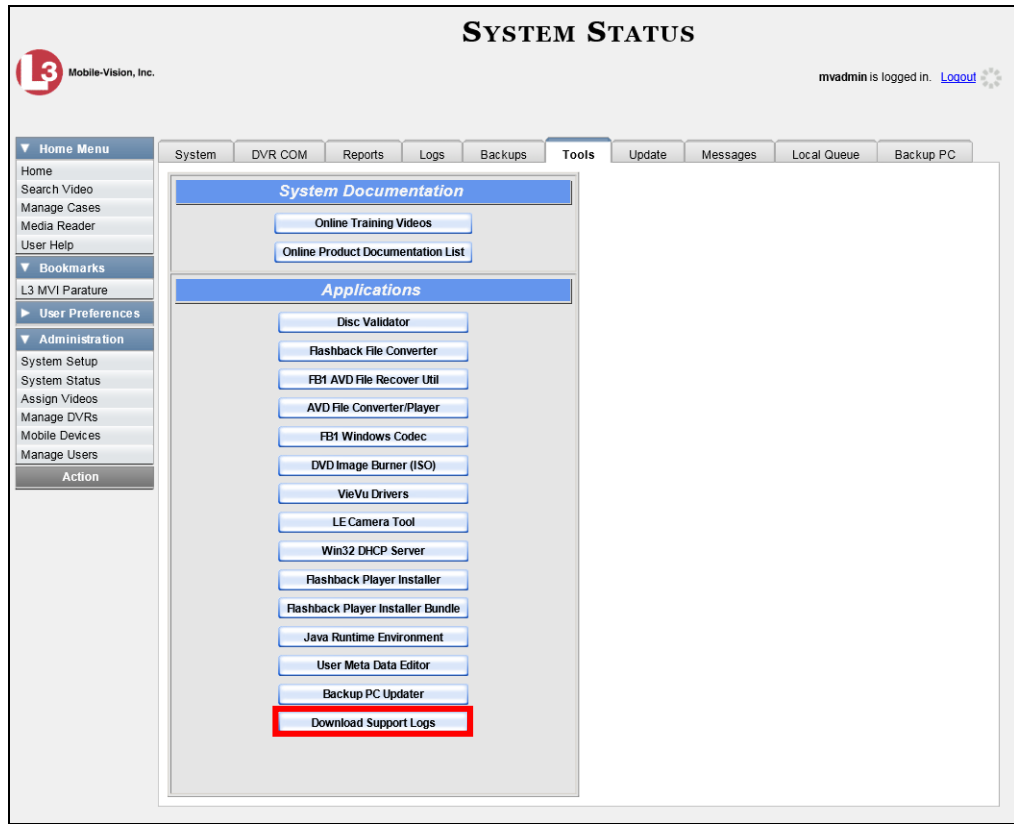 SYSTEM STATUS
L3 Mobile-Vision, Inc.
mvadmin is logged in. Logout
▼ Home Menu
Home
Search Video
Manage Cases
Media Reader
User Help
▼ Bookmarks
L3 MVI Parature
► User Preferences
▼ Administration
System Setup
System Status
Assign Videos
Manage DVRs
Mobile Devices
Manage Users
Action
System DVR COM Reports Logs Backups Tools Update Messages Local Queue Backup PC
System Documentation
Online Training Videos
Online Product Documentation List
Applications
Disc Validator
Flashback File Converter
FB1 AVD File Recover Util
AVD File Converter/Player
FB1 Windows Codec
DVD Image Burner (ISO)
VieVu Drivers
LE Camera Tool
Win32 DHCP Server
Flashback Player Installer
Flashback Player Installer Bundle
Java Runtime Environment
User Meta Data Editor
Backup PC Updater
Download Support Logs